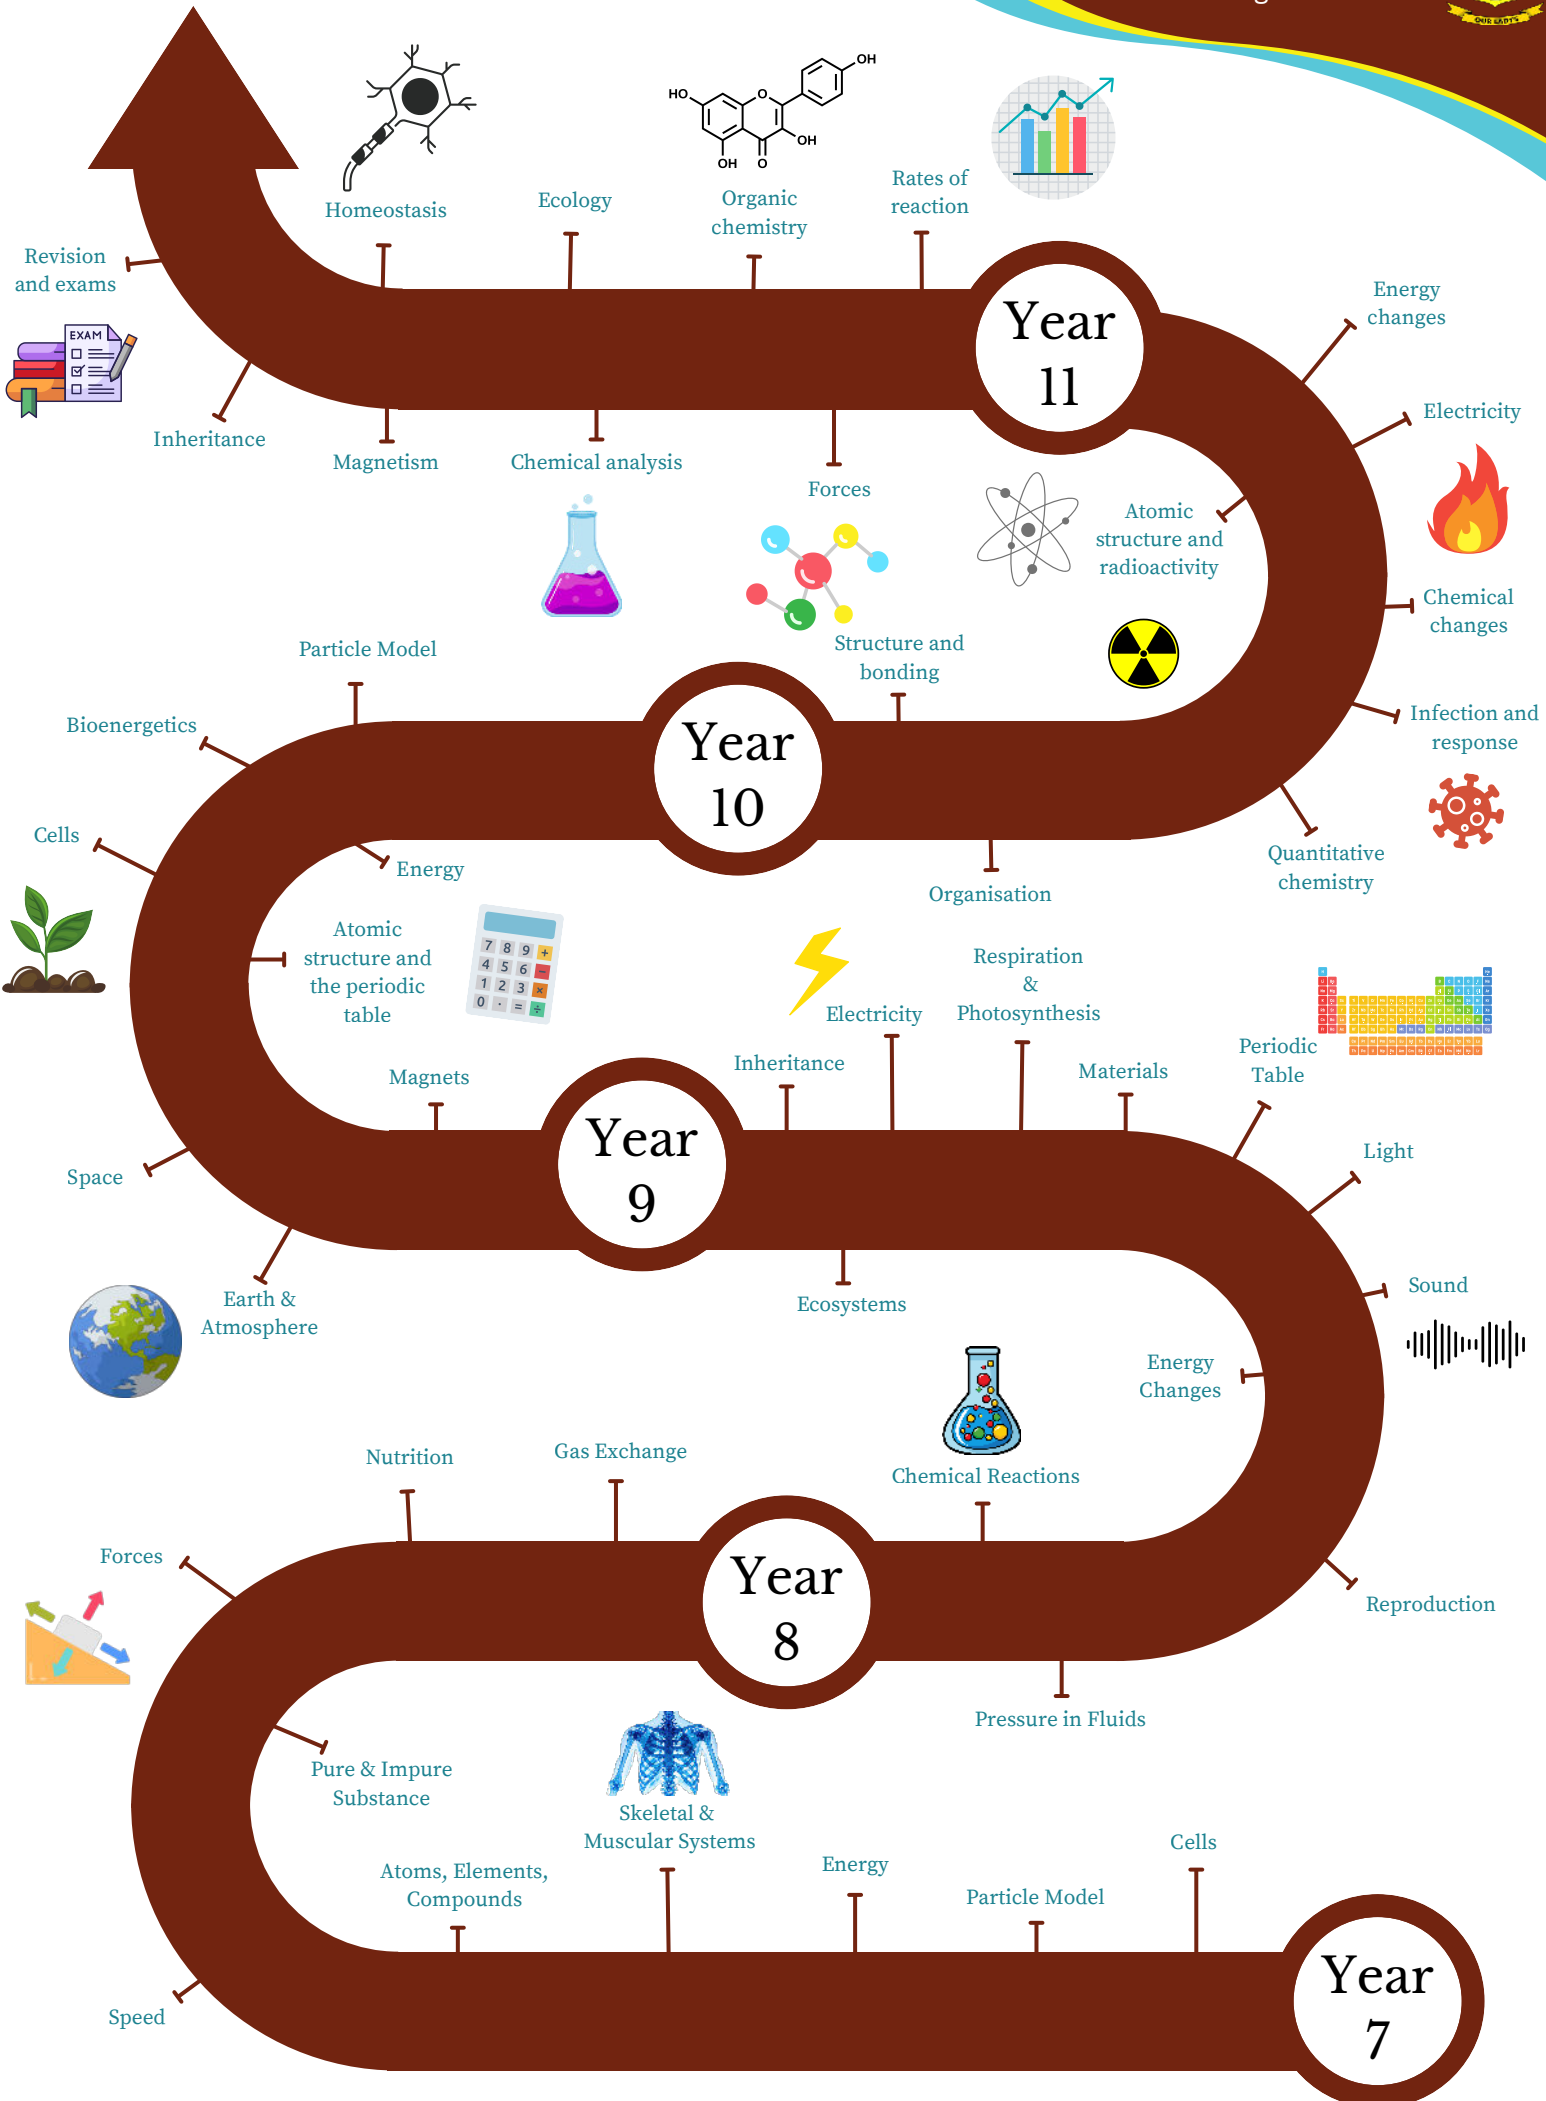 OUR LADY'S
OH
HO
O
OH
OH
O
Homeostasis
Ecology
Organic
chemistry
Rates of
reaction
Revision
and exams
EXAM
Year
11
Energy
changes
Electricity
Inheritance
Magnetism
Chemical analysis
Forces
Atomic
structure and
radioactivity
Chemical
changes
Particle Model
Structure and
bonding
Bioenergetics
Year
10
Infection and
response
Cells
Energy
Organisation
Quantitative
chemistry
Atomic
structure and
the periodic
table
7 8 9 +
4 5 6 −
1 2 3 ×
0 · = ÷
Electricity
Respiration
&
Photosynthesis
Magnets
Inheritance
Materials
Periodic
Table
Year
9
Light
Space
Earth &
Atmosphere
Ecosystems
Sound
Energy
Changes
Nutrition
Gas Exchange
Chemical Reactions
Forces
Year
8
Reproduction
Pressure in Fluids
Pure & Impure
Substance
Skeletal &
Muscular Systems
Atoms, Elements,
Compounds
Energy
Particle Model
Cells
Speed
Year
7